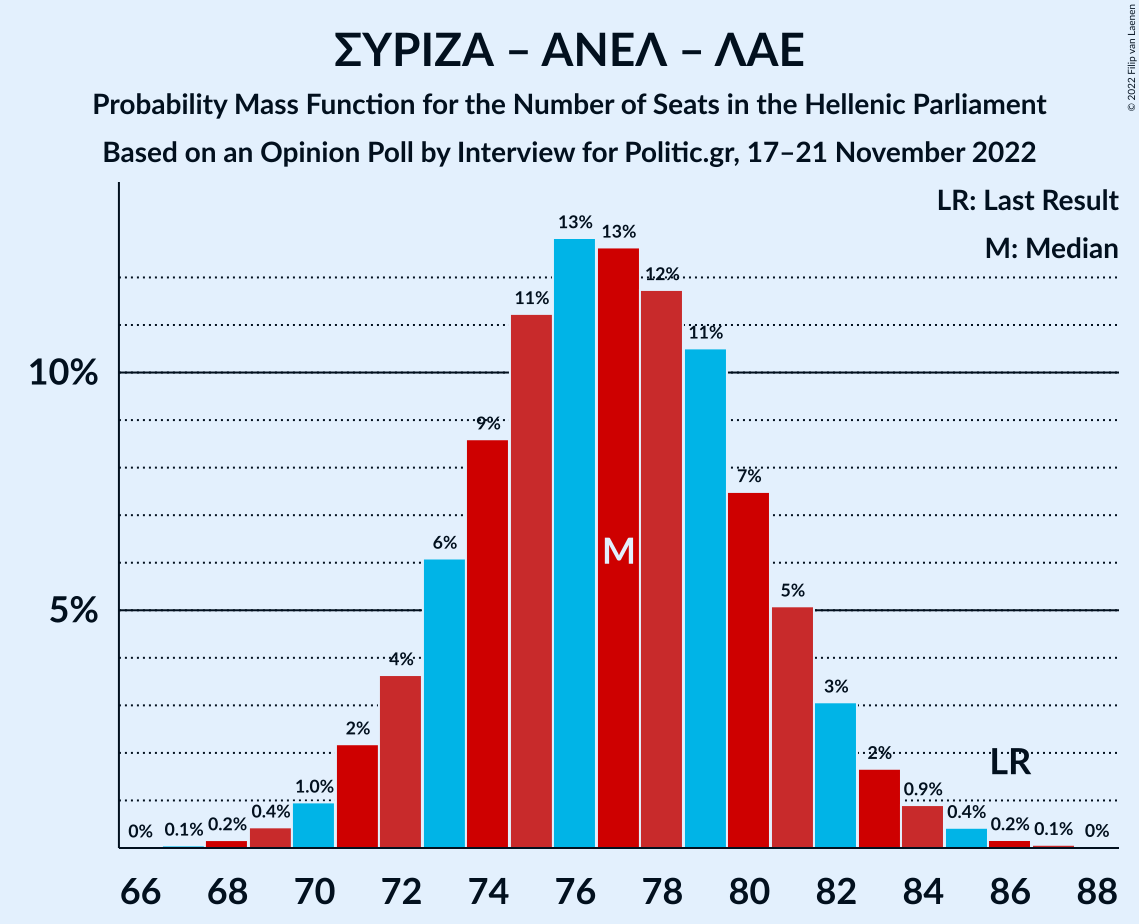 ΣΥΡΙΖΑ – ΑΝΕΛ – ΛΑΕ
Probability Mass Function for the Number of Seats in the Hellenic Parliament
Based on an Opinion Poll by Interview for Politic.gr, 17–21 November 2022
© 2022 Filip van Laenen
LR: Last Result
M: Median
10%
5%
0% 0.1% 0.2% 0.4% 1.0% 2% 4% 6% 9% 11% 13% 13% 12% 11% 7% 5% 3% 2% 0.9% 0.4% 0.2% 0.1% 0%
M
LR
66 68 70 72 74 76 78 80 82 84 86 88